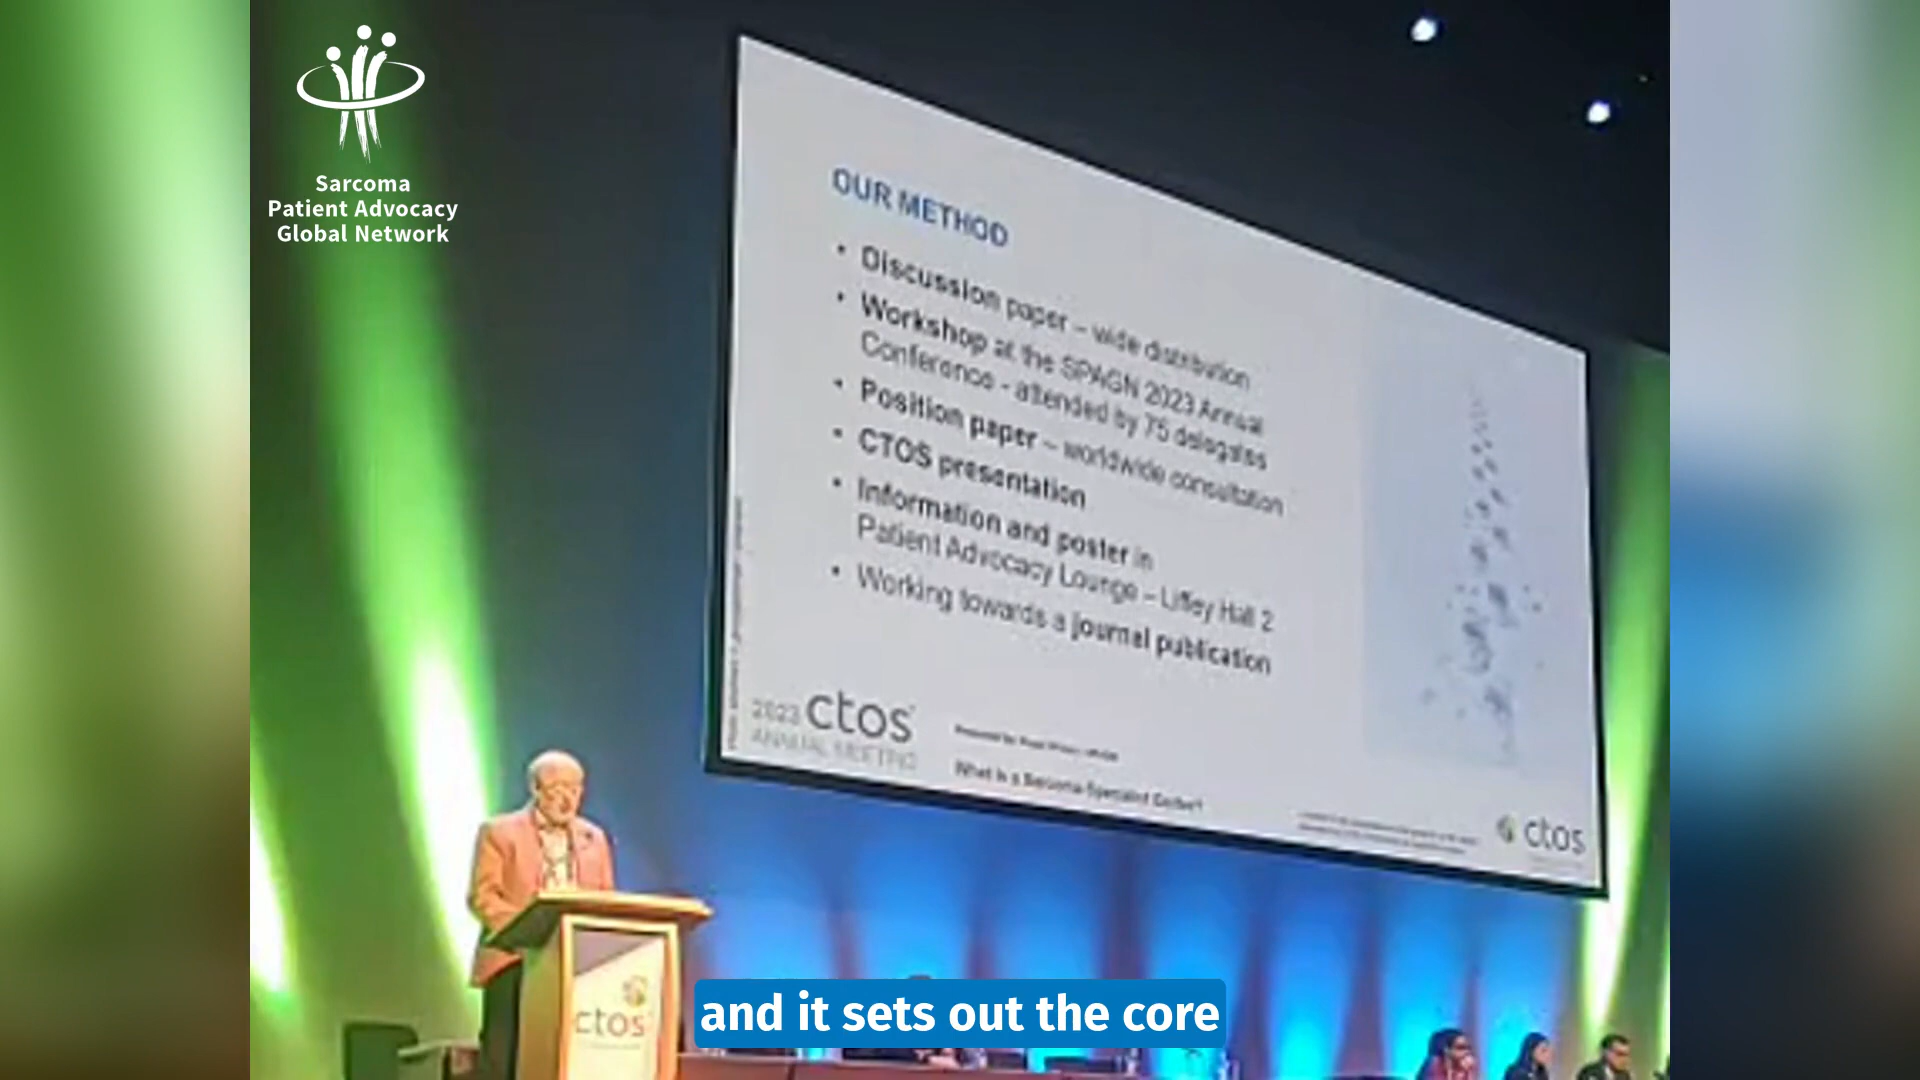 Sarcoma
Patient Advocacy
Global Network
OUR METHOD
• Discussion paper – wide distribution
• Workshop at the SPAGN 2023 Annual
Conference - attended by 75 delegates
• Position paper – worldwide consultation
• CTOS presentation
• Information and poster in
Patient Advocacy Lounge – Liffey Hall 2
• Working towards a journal publication
2023 ctos
ANNUAL MEETING
What is a Sarcoma Specialist Center?
ctos
ctos
and it sets out the core